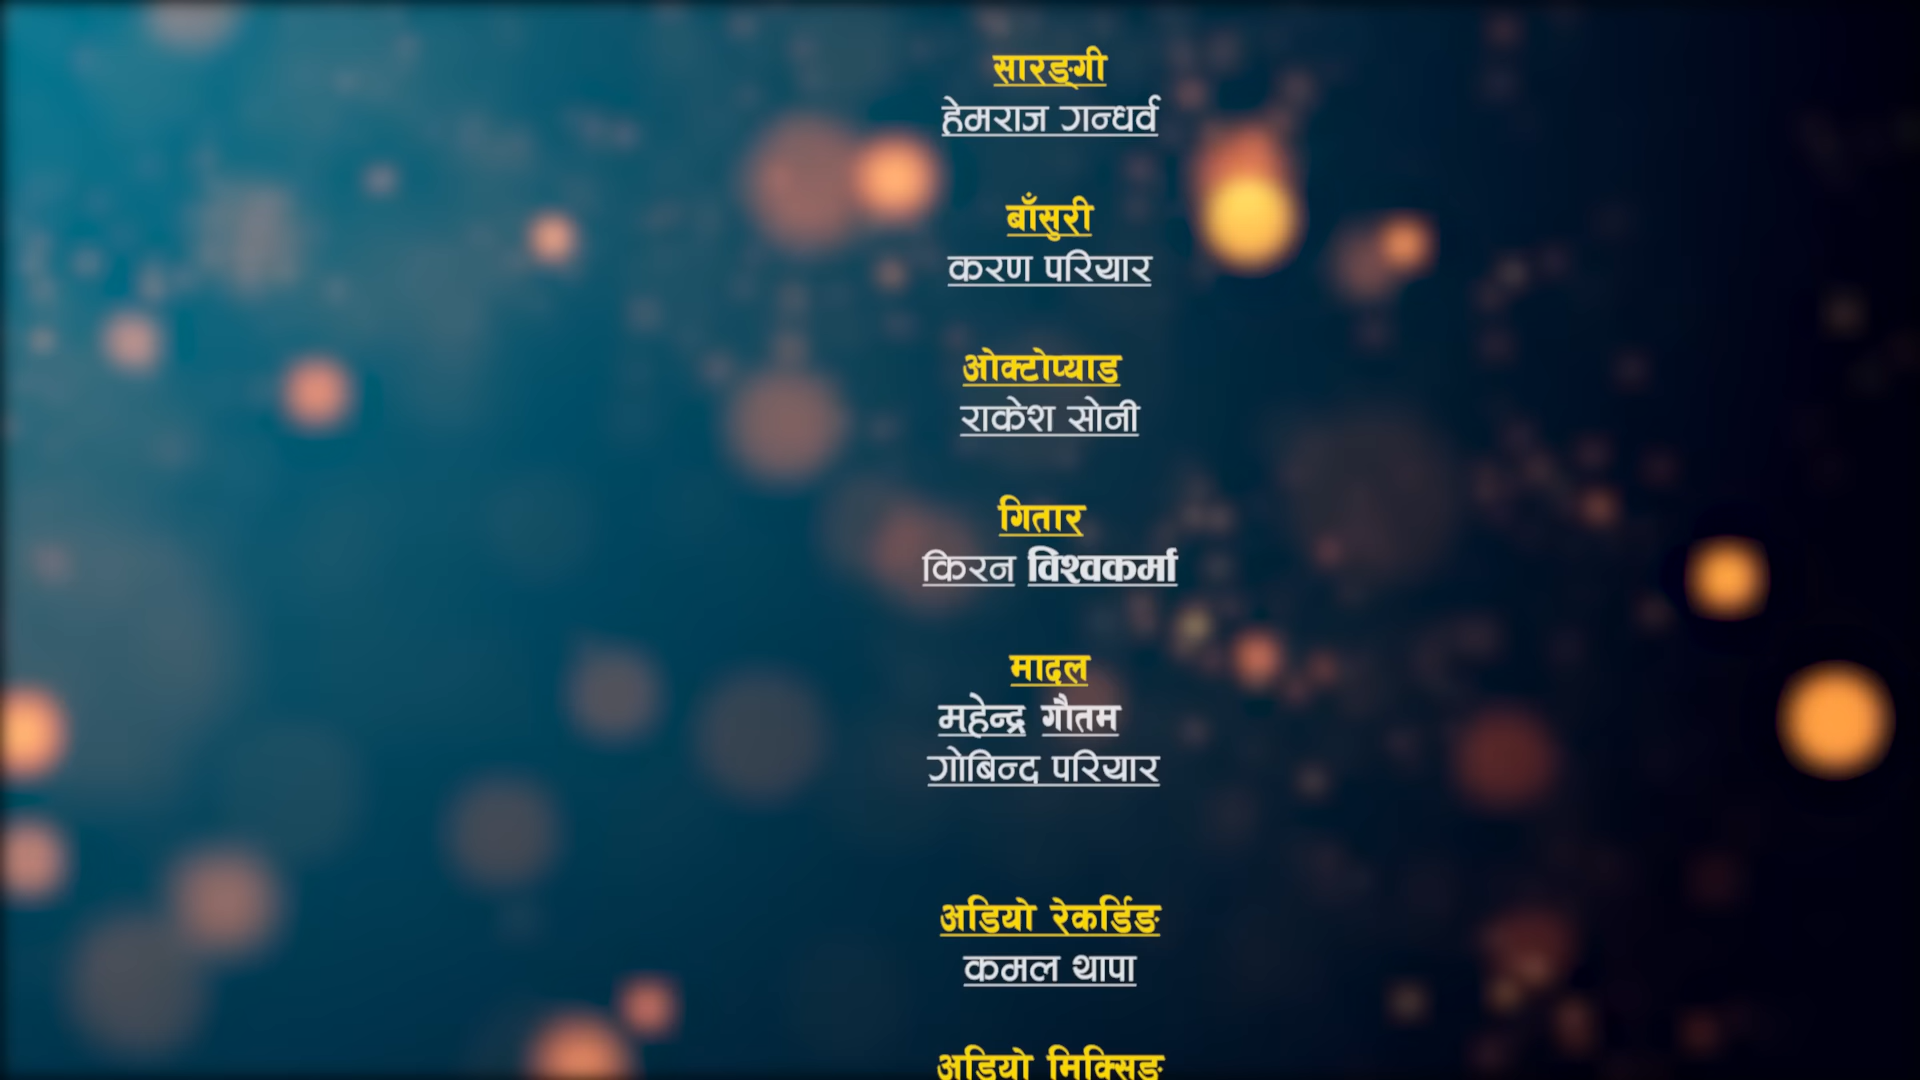 सारङ्गी
हेमराज गन्धर्व
बाँसुरी
करण परियार
ओक्टोप्याड
राकेश सोनी
गितार
किरन विश्वकर्मा
मादल
महेन्द्र गौतम
गोबिन्द परियार
अडियो रेकर्डिङ
कमल थापा
अडियो मिक्सिङ